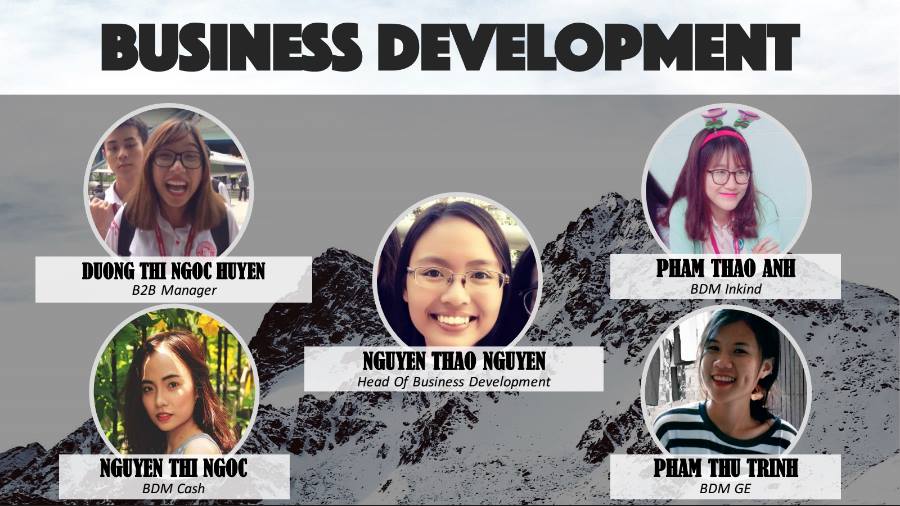 BUSINESS DEVELOPMENT
DUONG THI NGOC HUYEN
B2B Manager
PHAM THAO ANH
BDM Inkind
NGUYEN THAO NGUYEN
Head Of Business Development
NGUYEN THI NGOC
BDM Cash
PHAM THU TRINH
BDM GE